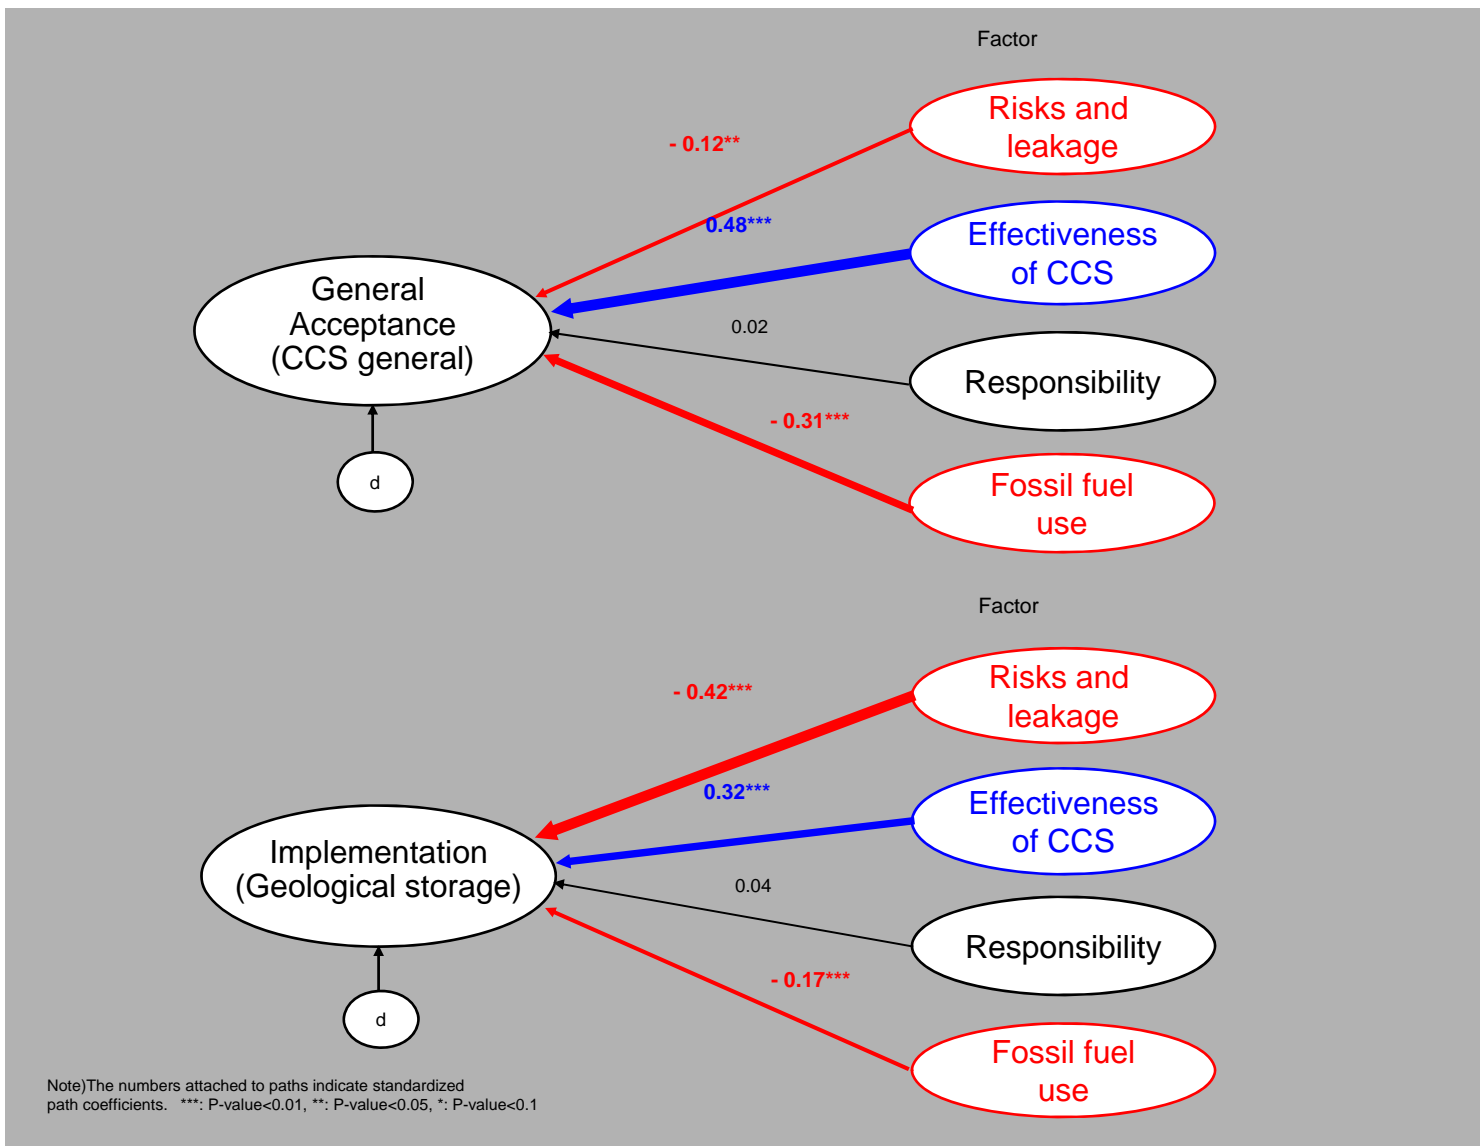 Factor
Risks and
leakage
- 0.12**
Effectiveness
of CCS
0.48***
General
Acceptance
(CCS general)
0.02
Responsibility
- 0.31***
Fossil fuel
use
d
Factor
Risks and
leakage
- 0.42***
Effectiveness
of CCS
0.32***
Implementation
(Geological storage)
0.04
Responsibility
- 0.17***
Fossil fuel
use
d
Note)The numbers attached to paths indicate standardized
path coefficients.   ***: P-value<0.01, **: P-value<0.05, *: P-value<0.1